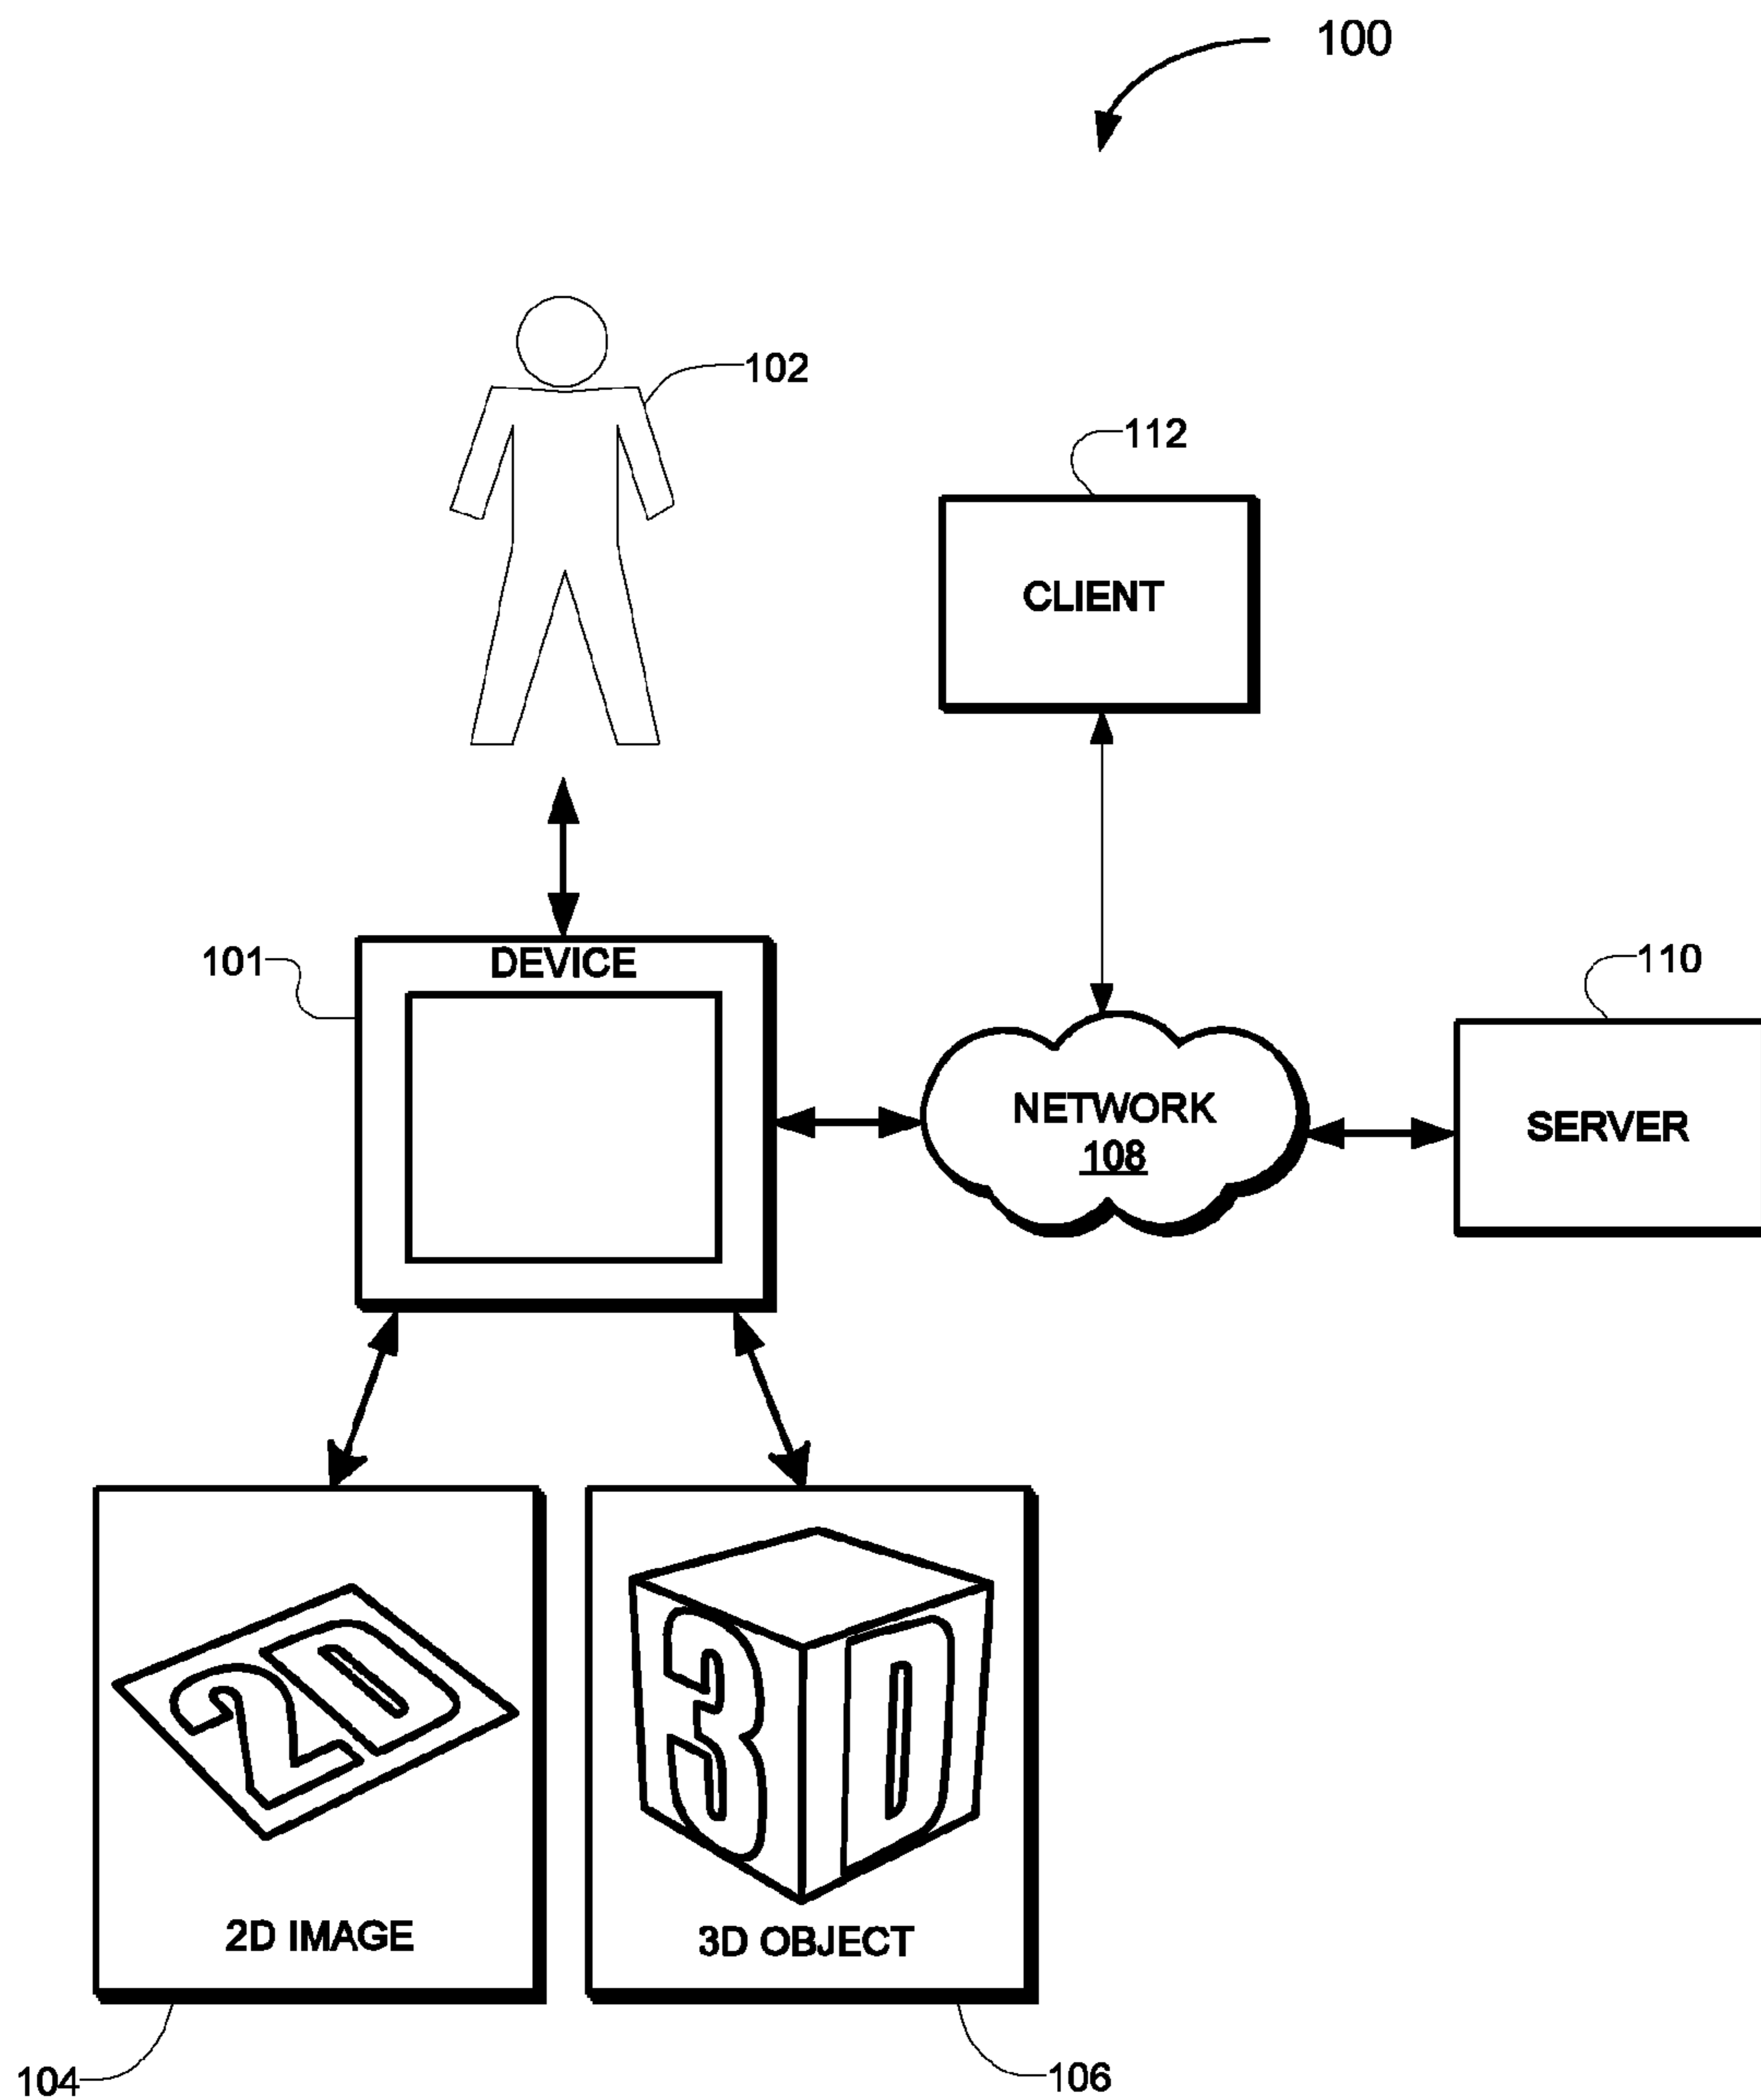 100
102
112
CLIENT
101
DEVICE
110
NETWORK
108
SERVER
2D
3D
2D IMAGE
3D OBJECT
104
106